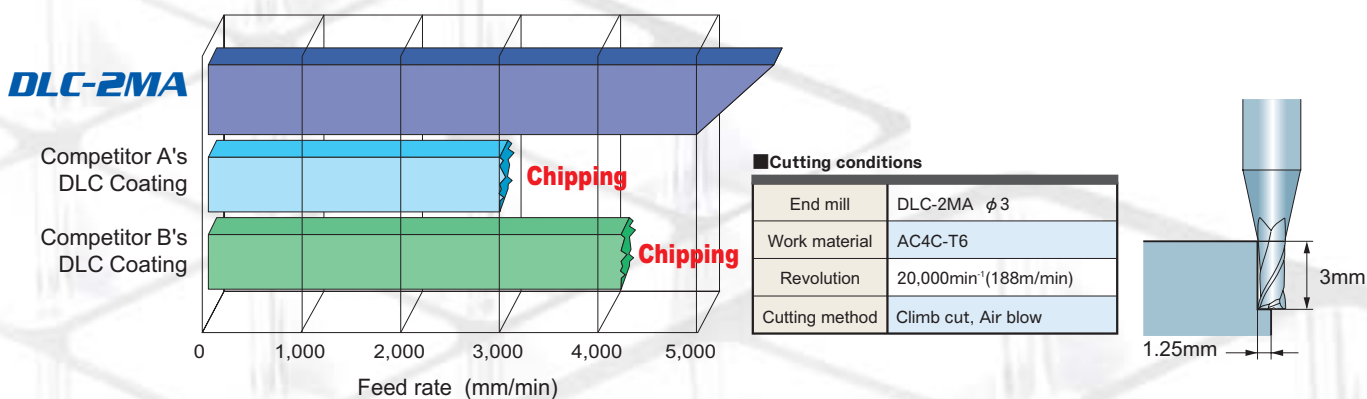 DLC-2MA
Competitor A's
DLC Coating
Chipping
Competitor B's
DLC Coating
Chipping
0 1,000 2,000 3,000 4,000 5,000
Feed rate (mm/min)
■Cutting conditions
End mill DLC-2MA φ3
Work material AC4C-T6
Revolution 20,000min⁻¹(188m/min)
Cutting method Climb cut, Air blow
3mm
1.25mm